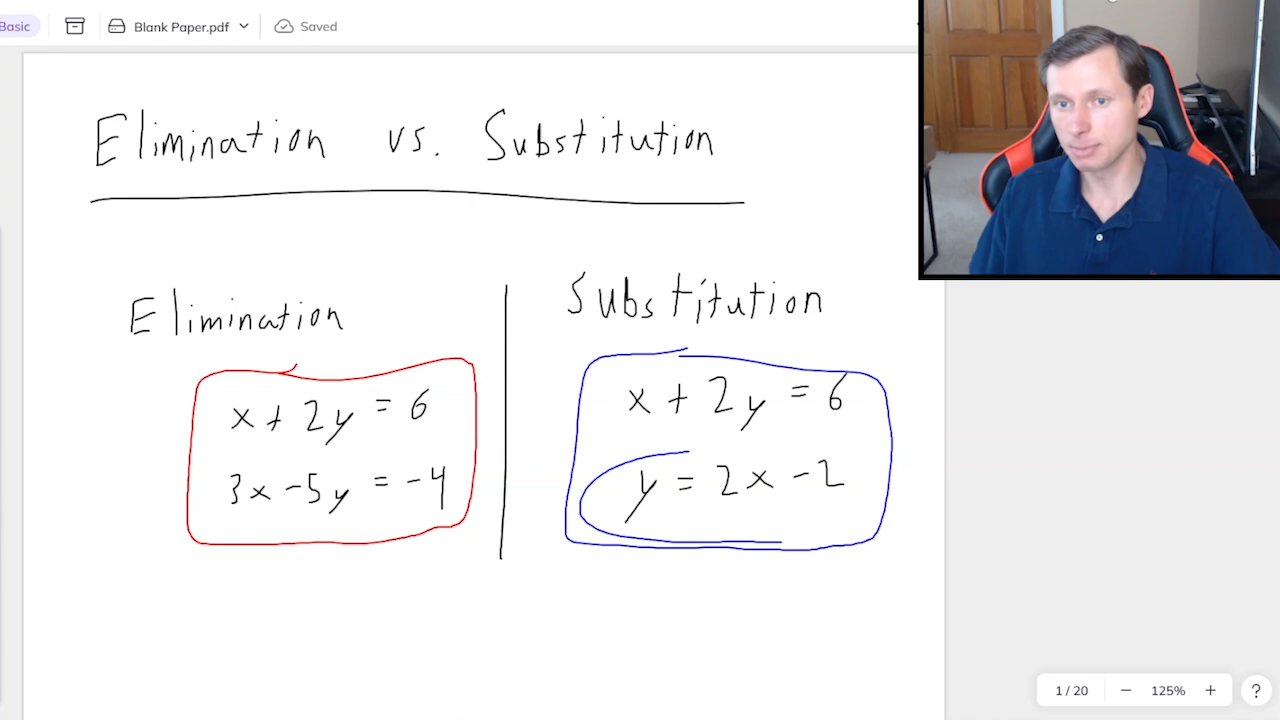 Basic Blank Paper.pdf Saved
Elimination vs. Substitution
Elimination
x + 2y = 6
3x - 5y = -4
Substitution
x + 2y = 6
y = 2x - 2
1 / 20 − 125% + ?